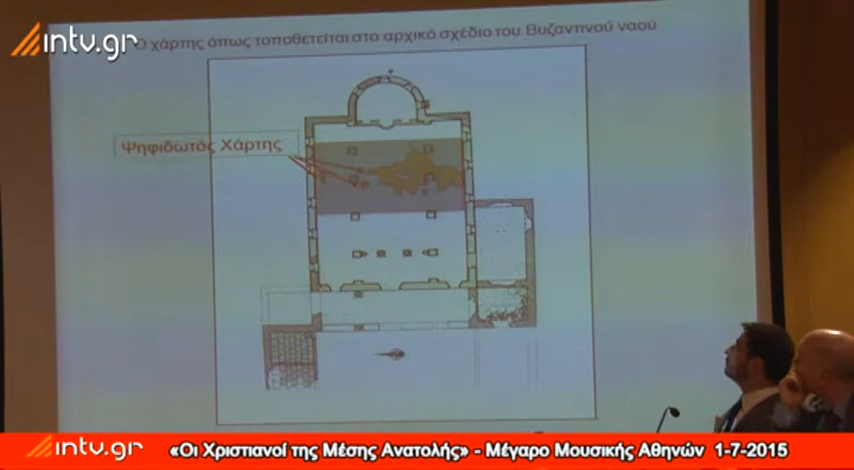 intv.gr
Ο χάρτης όπως τοποθετείται στο αρχικό σχέδιο του Βυζαντινού ναού
Ψηφιδωτός Χάρτης
intv.gr «Οι Χριστιανοί της Μέσης Ανατολής» - Μέγαρο Μουσικής Αθηνών 1-7-2015